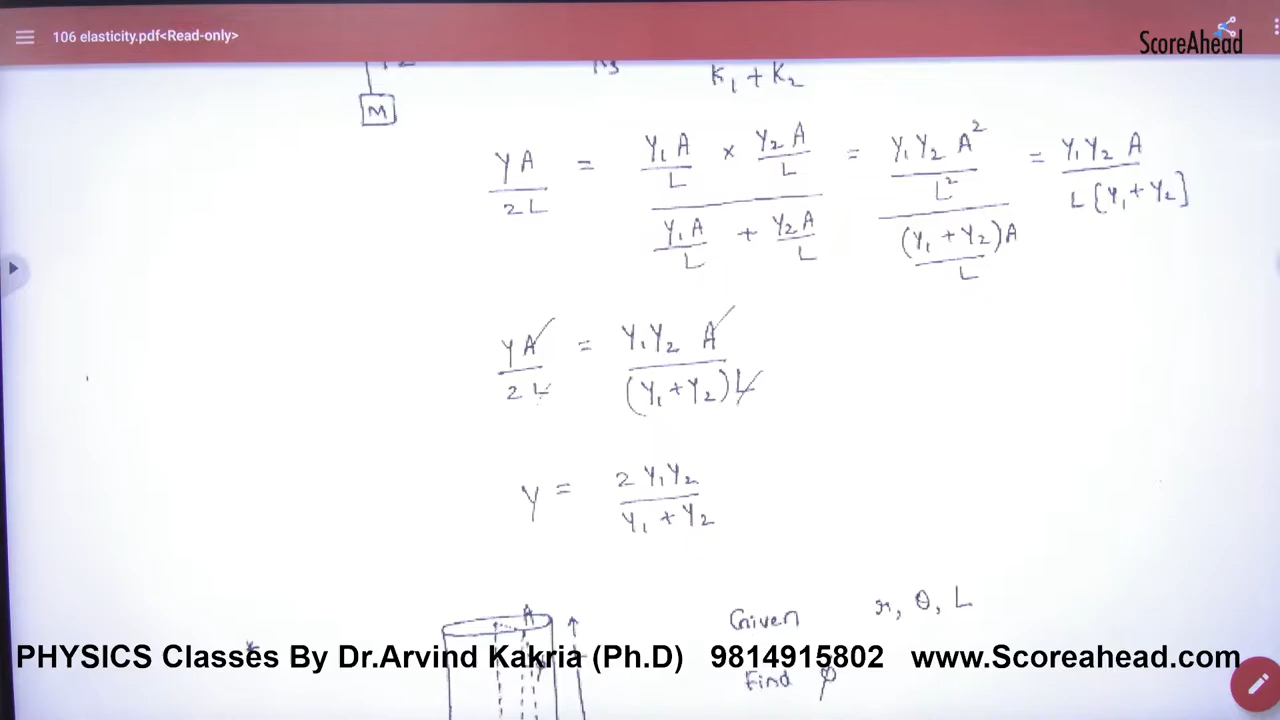 106 elasticity.pdf<Read-only>
ScoreAhead
K₁ + K₂
M
YA/2L = (Y₁A/L × Y₂A/L)/(Y₁A/L + Y₂A/L) = (Y₁Y₂A²/L²)/((Y₁ + Y₂)A/L) = Y₁Y₂ A/L[Y₁ + Y₂]
YA/2L = Y₁Y₂ A/(Y₁ + Y₂)L
Y = 2Y₁Y₂/Y₁ + Y₂
A
Given r, θ, L
PHYSICS Classes By Dr.Arvind Kakria (Ph.D) 9814915802 www.Scoreahead.com
Find φ